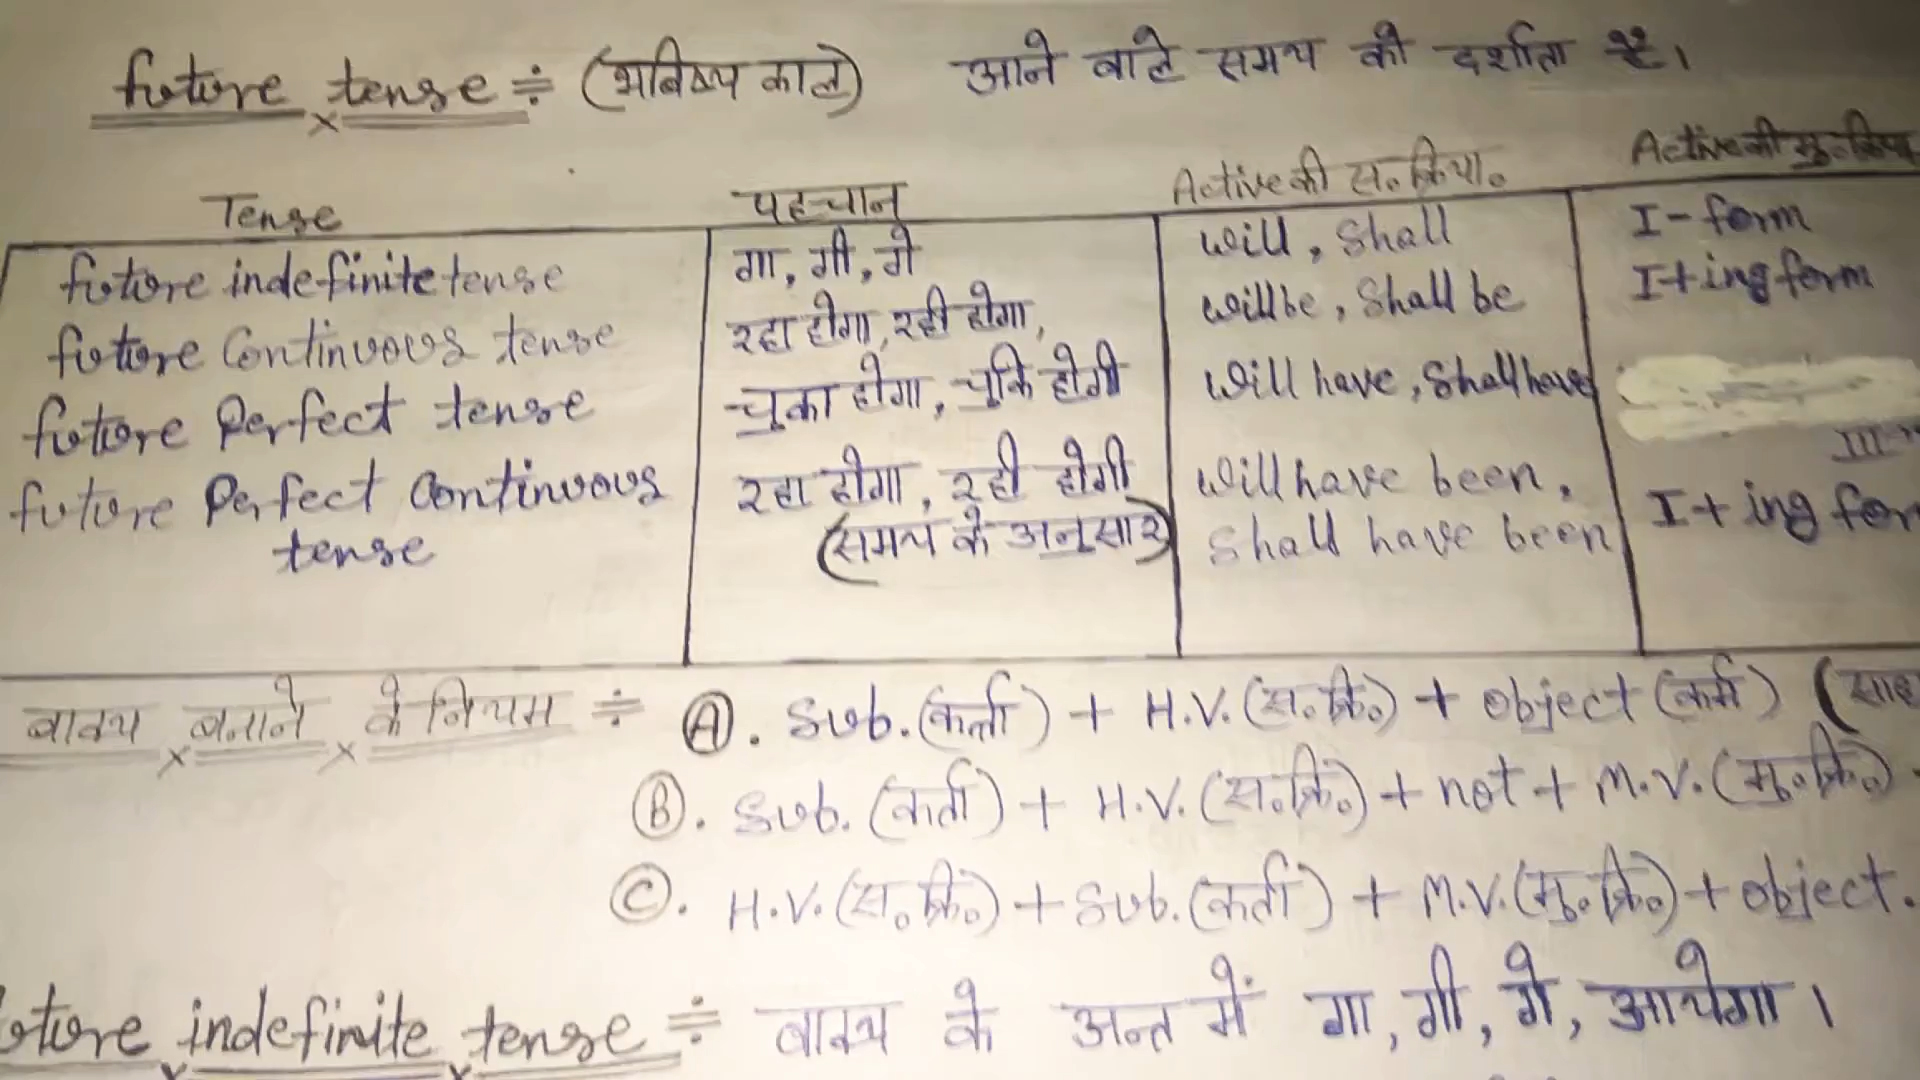 future tense ÷ (भबिष्य काल) आने वाले समय को दर्शाता है।
Tense पहचान Active की स॰ क्रिया॰ Active की मु॰ क्रिया
future indefinite tense गा, गी, गे will, Shall I - form
future Continuous tense रहा होगा, रही होगा, will be, Shall be I + ing form
future Perfect tense चुका होगा, चुकि होगी will have, Shall have III
future Perfect Continuous रहा होगा, रही होगी will have been, I + ing
tense (समय के अनुसार) Shall have been
वाक्य बनाने के नियम ÷ (A). Sub. (कर्ता) + H.V. (स॰ क्रि॰) + object (कर्म)
(B). Sub. (कर्ता) + H.V. (स॰ क्रि॰) + not + M.V. (मु॰ क्रि॰)
(C). H.V. (स॰ क्रि॰) + Sub. (कर्ता) + M.V. (मु॰ क्रि॰) + object.
indefinite tense ÷ वाक्य के अन्त में गा, गी, गे, आयेगा।